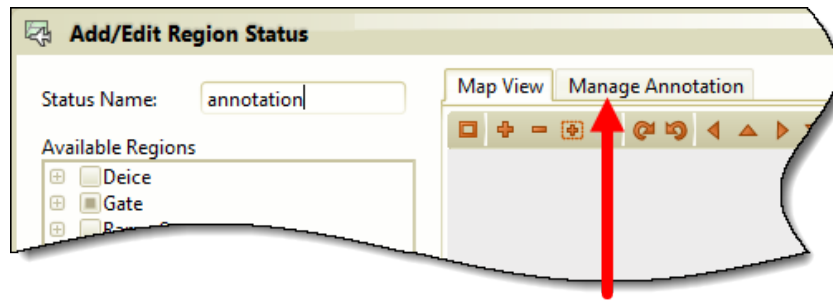 Add/Edit Region Status
Status Name: annotation
Map View Manage Annotation
Available Regions
Deice
Gate